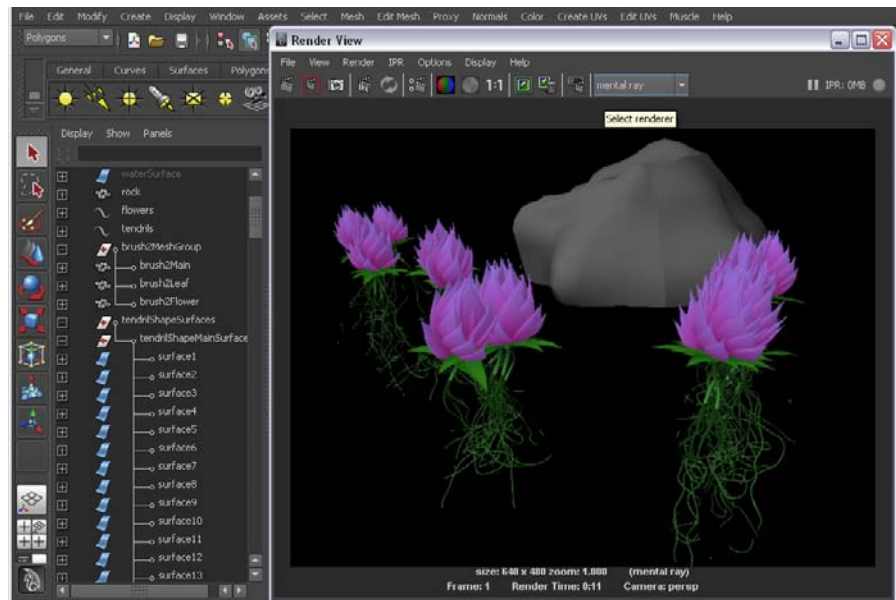 File Edit Modify Create Display Window Assets Select Mesh Edit Mesh Proxy Normals Color Create UVs Edit UVs Muscle Help
Polygons
Render View
File View Render IPR Options Display Help
General Curves Surfaces Polygons
1:1
mental ray
IPR: 0MB
Select renderer
Display Show Panels
waterSurface
rock
flowers
tendrils
brush2MeshGroup
brush2Main
brush2Leaf
brush2Flower
tendrilShapeSurfaces
tendrilShapeMainSurface
surface1
surface2
surface3
surface4
surface5
surface6
surface7
surface8
surface9
surface10
surface11
surface12
surface13
size: 640 x 480 zoom: 1.000 (mental ray)
Frame: 1 Render Time: 0:11 Camera: persp